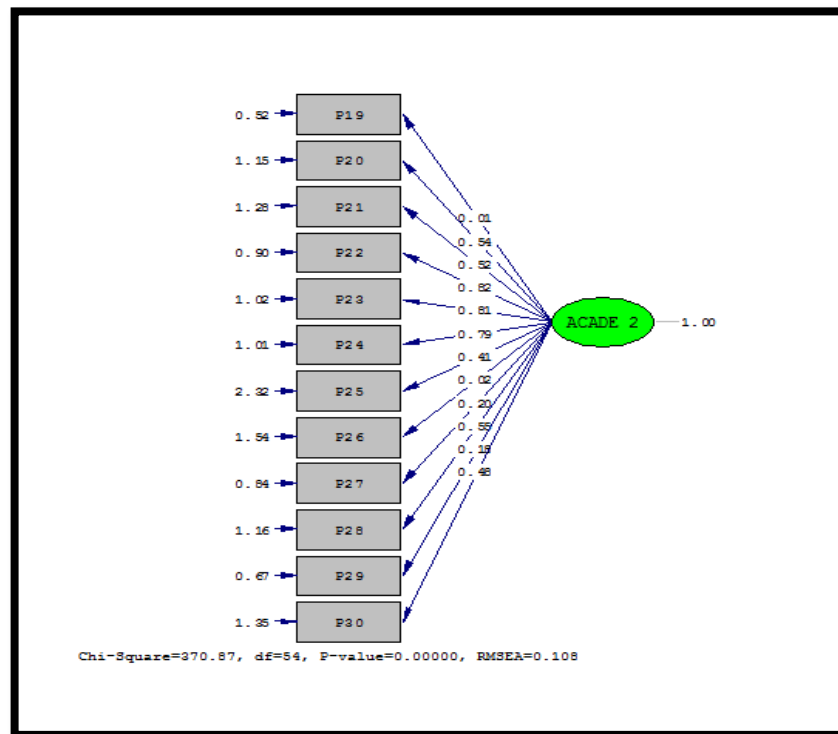 0.52 P19
1.15 P20
1.28 P21
0.90 P22
1.02 P23
1.01 P24
2.32 P25
1.54 P26
0.84 P27
1.16 P28
0.67 P29
1.35 P30
0.01
0.54
0.52
0.82
0.81
0.79
0.41
0.02
0.20
0.55
0.18
0.48
ACADE 2 1.00
Chi-Square=370.87, df=54, P-value=0.00000, RMSEA=0.108